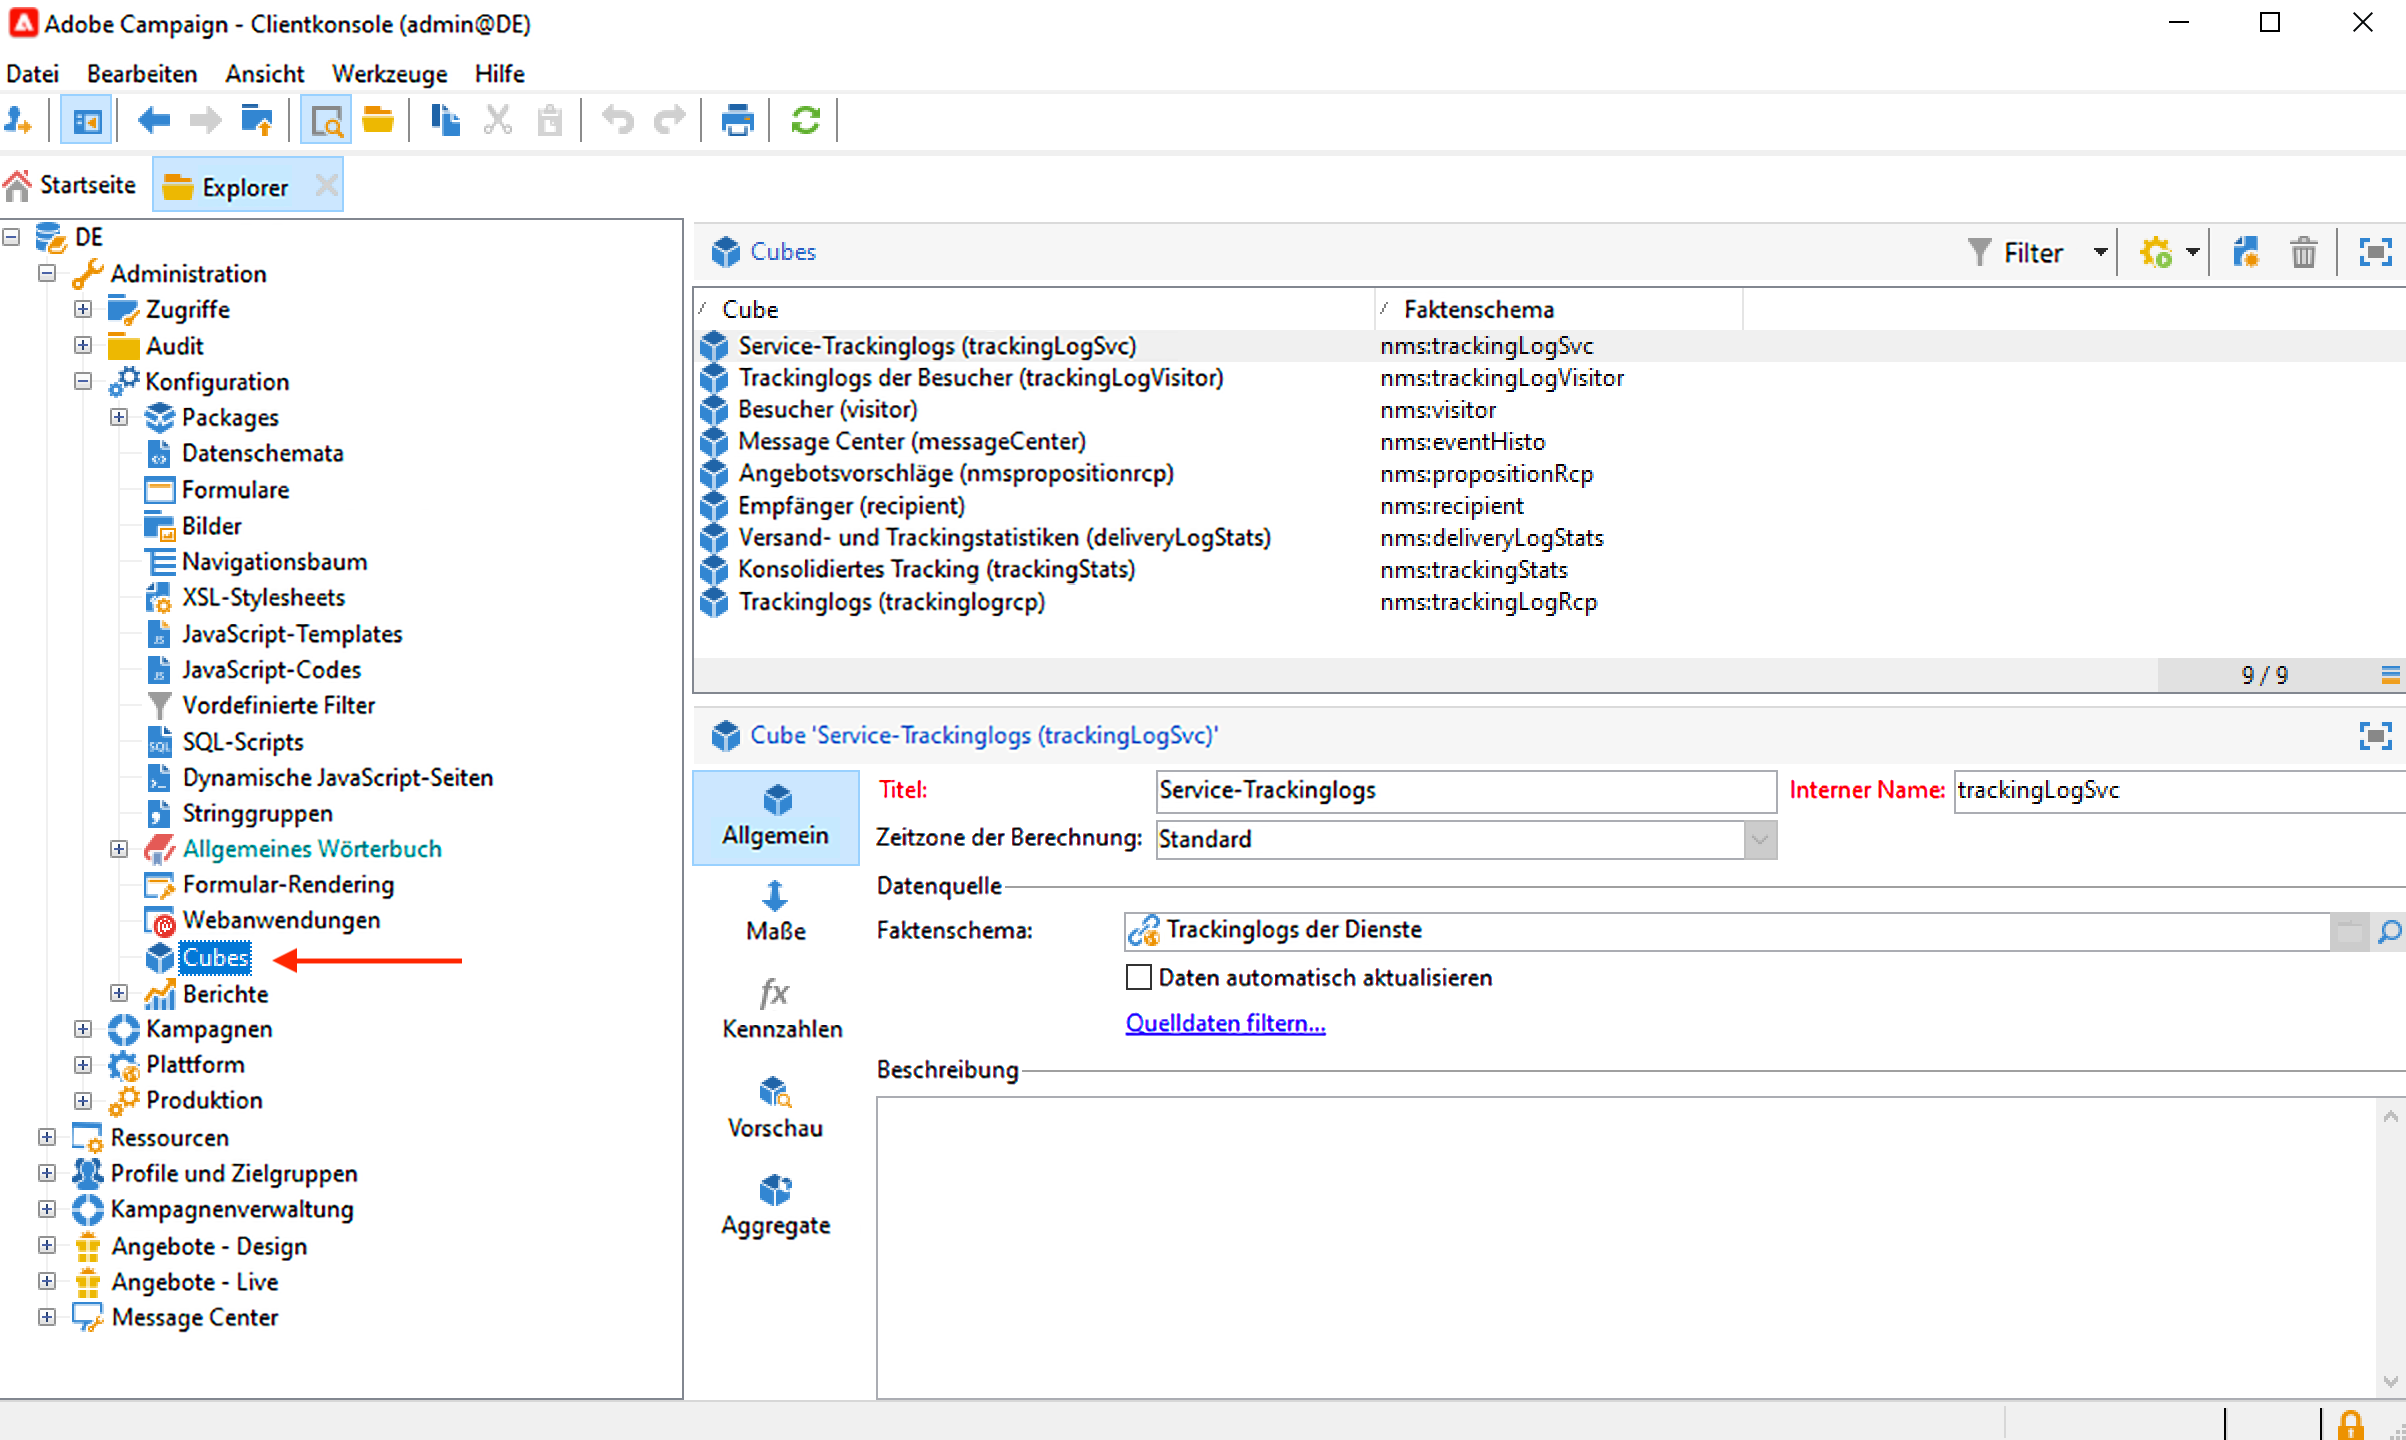 Adobe Campaign - Clientkonsole (admin@DE)
Datei Bearbeiten Ansicht Werkzeuge Hilfe
Startseite Explorer
DE
Administration
Zugriffe
Audit
Konfiguration
Packages
Datenschemata
Formulare
Bilder
Navigationsbaum
XSL-Stylesheets
JavaScript-Templates
JavaScript-Codes
Vordefinierte Filter
SQL-Scripts
Dynamische JavaScript-Seiten
Stringgruppen
Allgemeines Wörterbuch
Formular-Rendering
Webanwendungen
Cubes
Berichte
Kampagnen
Plattform
Produktion
Ressourcen
Profile und Zielgruppen
Kampagnenverwaltung
Angebote - Design
Angebote - Live
Message Center
Cubes Filter
Cube Faktenschema
Service-Trackinglogs (trackingLogSvc) nms:trackingLogSvc
Trackinglogs der Besucher (trackingLogVisitor) nms:trackingLogVisitor
Besucher (visitor) nms:visitor
Message Center (messageCenter) nms:eventHisto
Angebotsvorschläge (nmspropositionrcp) nms:propositionRcp
Empfänger (recipient) nms:recipient
Versand- und Trackingstatistiken (deliveryLogStats) nms:deliveryLogStats
Konsolidiertes Tracking (trackingStats) nms:trackingStats
Trackinglogs (trackinglogrcp) nms:trackingLogRcp
9 / 9
Cube 'Service-Trackinglogs (trackingLogSvc)'
Allgemein
Maße
fx
Kennzahlen
Vorschau
Aggregate
Titel: Service-Trackinglogs Interner Name: trackingLogSvc
Zeitzone der Berechnung: Standard
Datenquelle
Faktenschema: Trackinglogs der Dienste
Daten automatisch aktualisieren
Quelldaten filtern...
Beschreibung